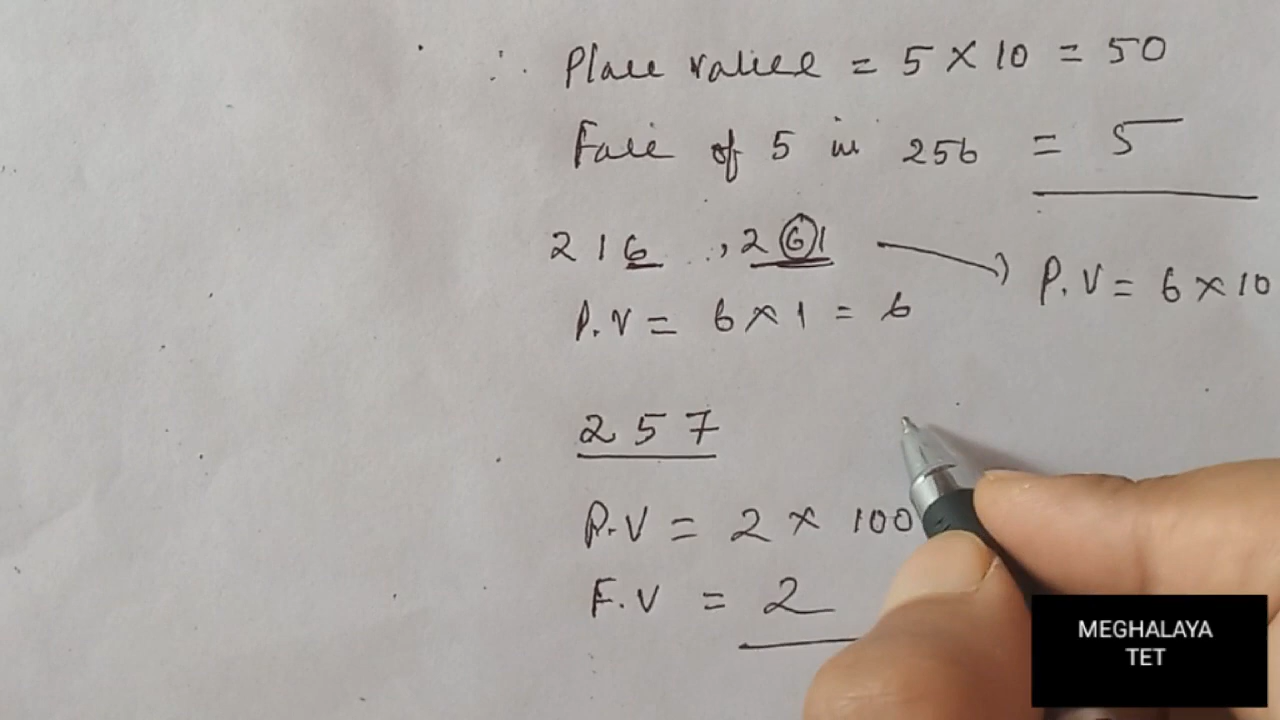 ∴ Place value = 5 × 10 = 50
Face of 5 in 256 = 5
216 , 261 → P.V = 6 × 10
P.V = 6 × 1 = 6
257
P.V = 2 × 100
F.V = 2
MEGHALAYA
TET